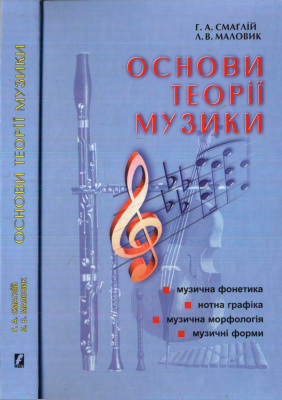 Г. А. СМАГЛІЙ
Л. В. МАЛОВИК
ОСНОВИ
ТЕОРІЇ
МУЗИКИ
музична фонетика
нотна графіка
музична морфологія
музичні форми
Г. А. СМАГЛІЙ
Л. В. МАЛОВИК
ОСНОВИ ТЕОРІЇ МУЗИКИ